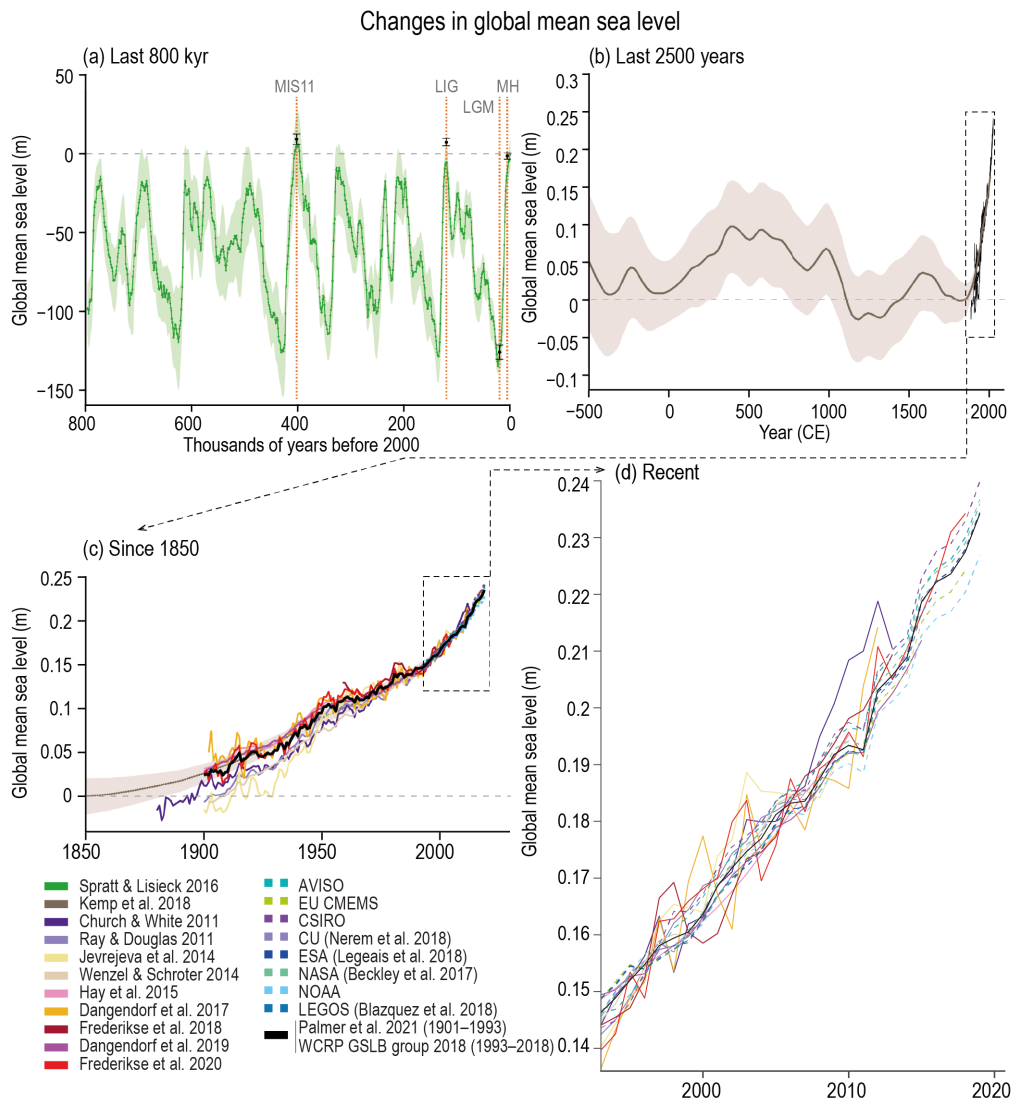 Changes in global mean sea level
(a) Last 800 kyr
Global mean sea level (m)
50
0
−50
−100
−150
MIS11
LIG
LGM
MH
800
600
400
200
0
Thousands of years before 2000
(b) Last 2500 years
Global mean sea level (m)
0.3
0.25
0.2
0.15
0.1
0.05
0
−0.05
−0.1
−500
0
500
1000
1500
2000
Year (CE)
(c) Since 1850
Global mean sea level (m)
0.25
0.2
0.15
0.1
0.05
0
1850
1900
1950
2000
(d) Recent
Global mean sea level (m)
0.24
0.23
0.22
0.21
0.2
0.19
0.18
0.17
0.16
0.15
0.14
2000
2010
2020
Spratt & Lisieck 2016
Kemp et al. 2018
Church & White 2011
Ray & Douglas 2011
Jevrejeva et al. 2014
Wenzel & Schroter 2014
Hay et al. 2015
Dangendorf et al. 2017
Frederikse et al. 2018
Dangendorf et al. 2019
Frederikse et al. 2020
AVISO
EU CMEMS
CSIRO
CU (Nerem et al. 2018)
ESA (Legeais et al. 2018)
NASA (Beckley et al. 2017)
NOAA
LEGOS (Blazquez et al. 2018)
Palmer et al. 2021 (1901–1993)
WCRP GSLB group 2018 (1993–2018)